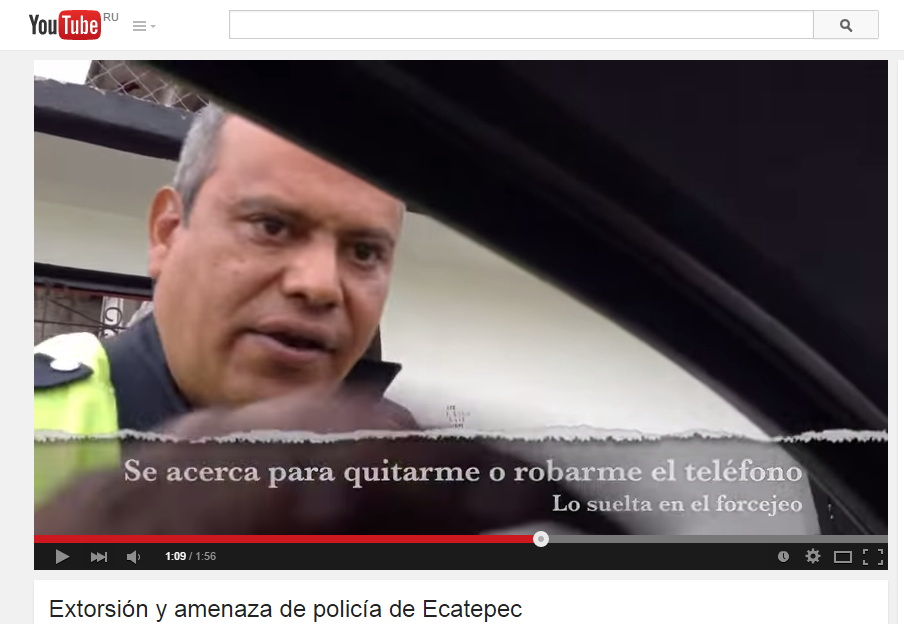 YouTube RU
Se acerca para quitarme o robarme el teléfono
Lo suelta en el forcejeo
1:09 / 1:56
Extorsión y amenaza de policía de Ecatepec